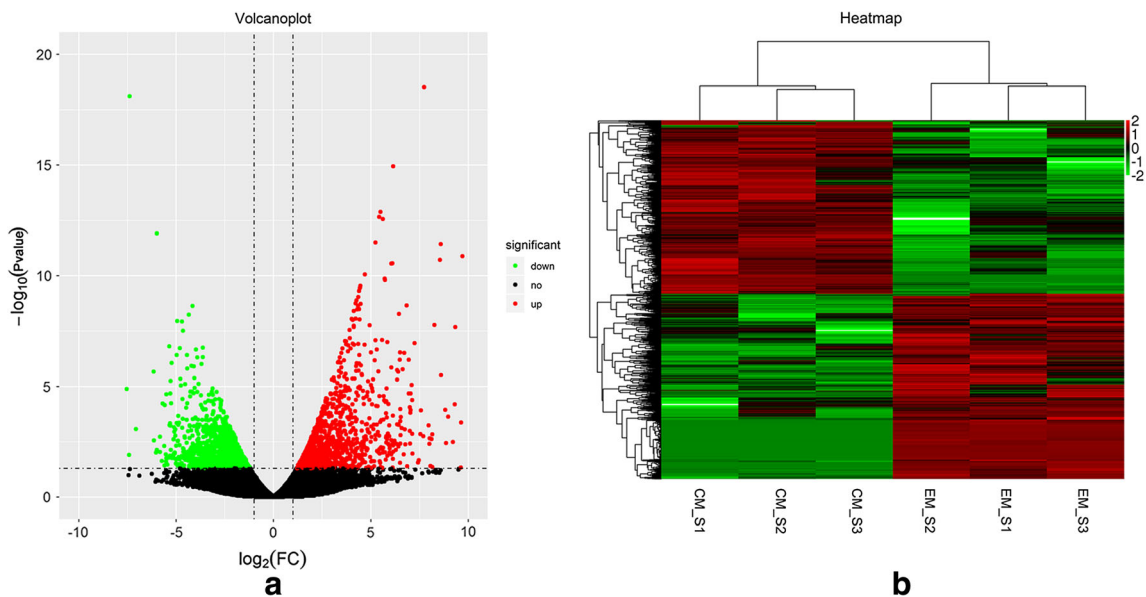 Volcanoplot
20
15
10
5
0
-10
-5
0
5
10
−log10(Pvalue)
log2(FC)
significant
down
no
up
a
Heatmap
2
1
0
-1
-2
CM_S1
CM_S2
CM_S3
EM_S2
EM_S1
EM_S3
b